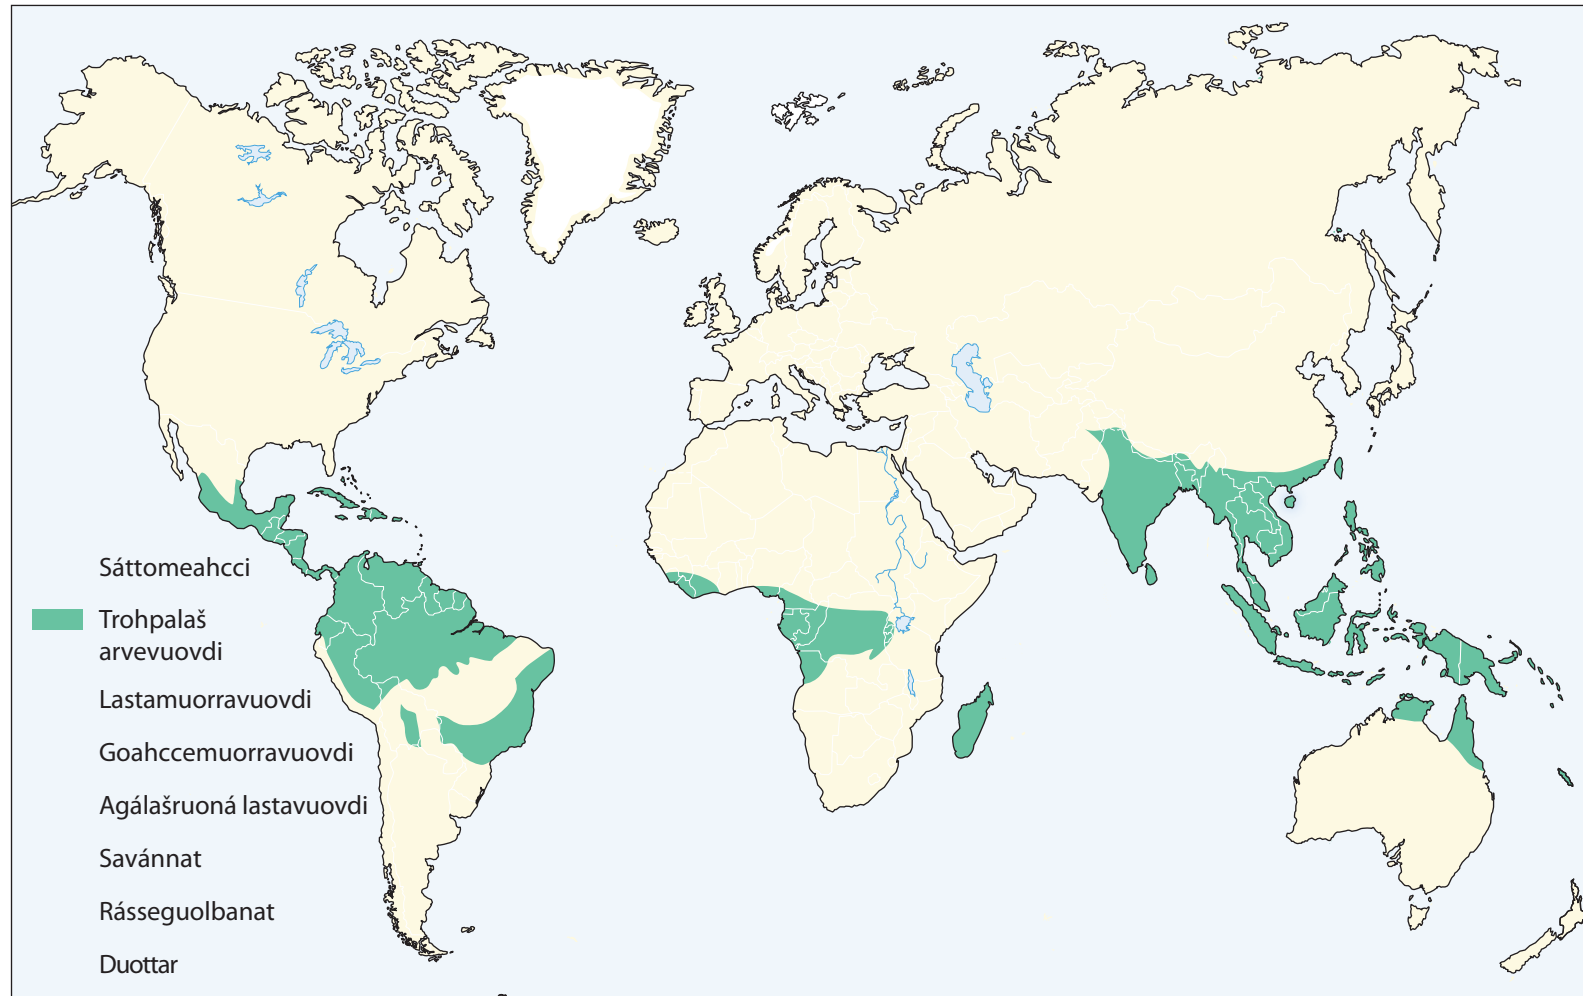 Sáttomeahcci
Trohpalaš
arvevuovdi
Lastamuorravuovdi
Goahccemuorravuovdi
Agálašruoná lastavuovdi
Savánnat
Rásseguolbanat
Duottar